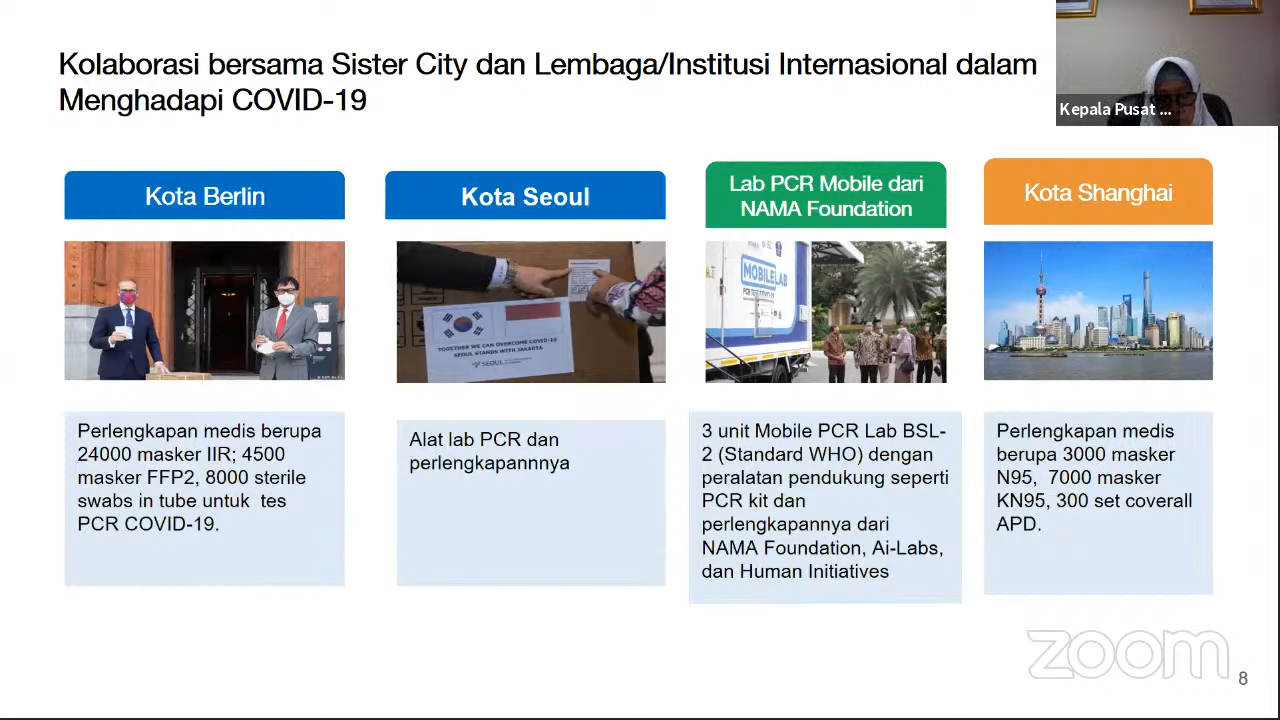 Kolaborasi bersama Sister City dan Lembaga/Institusi Internasional dalam
Menghadapi COVID-19
Kepala Pusat ...
Kota Berlin
Kota Seoul
Lab PCR Mobile dari
NAMA Foundation
Kota Shanghai
TOGETHER WE CAN OVERCOME COVID-19
SEOUL STANDS WITH JAKARTA
SEOUL
MOBILELAB
Perlengkapan medis berupa
24000 masker IIR; 4500
masker FFP2, 8000 sterile
swabs in tube untuk tes
PCR COVID-19.
Alat lab PCR dan
perlengkapannnya
3 unit Mobile PCR Lab BSL-
2 (Standard WHO) dengan
peralatan pendukung seperti
PCR kit dan
perlengkapannya dari
NAMA Foundation, Ai-Labs,
dan Human Initiatives
Perlengkapan medis
berupa 3000 masker
N95, 7000 masker
KN95, 300 set coverall
APD.
zoom
8